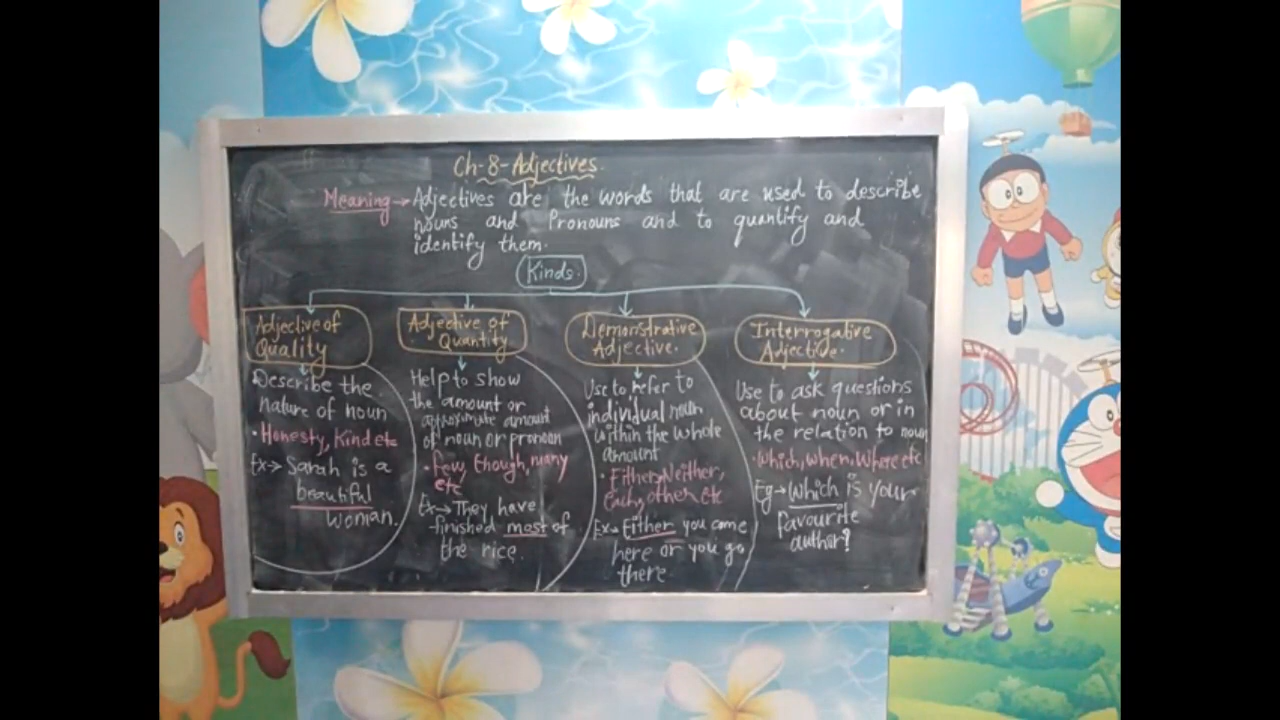 Ch-8-Adjectives.
Meaning→Adjectives are the words that are used to describe
nouns and Pronouns and to quantify and
identify them.
Kinds.
Adjective of
Quality
Describe the
nature of noun
• Honesty, Kind etc
Ex→Sarah is a
beautiful
woman.
Adjective of
Quantity
Help to show
the amount or
approximate amount
of noun or pronoun
• few, Enough, many
etc
Ex→They have
finished most of
the rice.
Demonstrative
Adjective.
Use to refer to
individual noun
within the whole
amount
• Either, Neither,
Each, other etc
Ex→Either you come
here or you go
there.
Interrogative
Adjective.
Use to ask questions
about noun or in
the relation to noun
• Which, when, Where etc
Eg→Which is your
favourite
author?